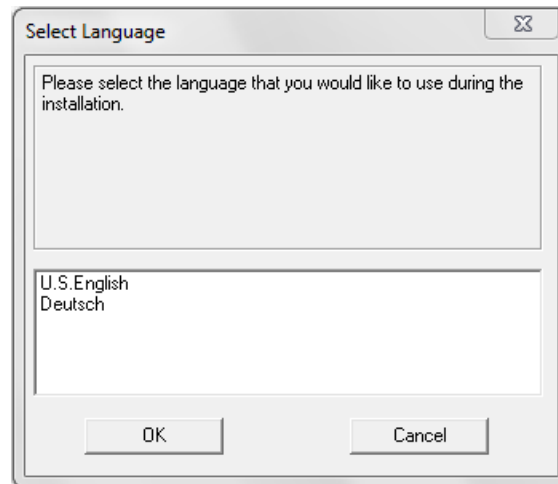 Select Language
Please select the language that you would like to use during the
installation.
U.S.English
Deutsch
OK
Cancel